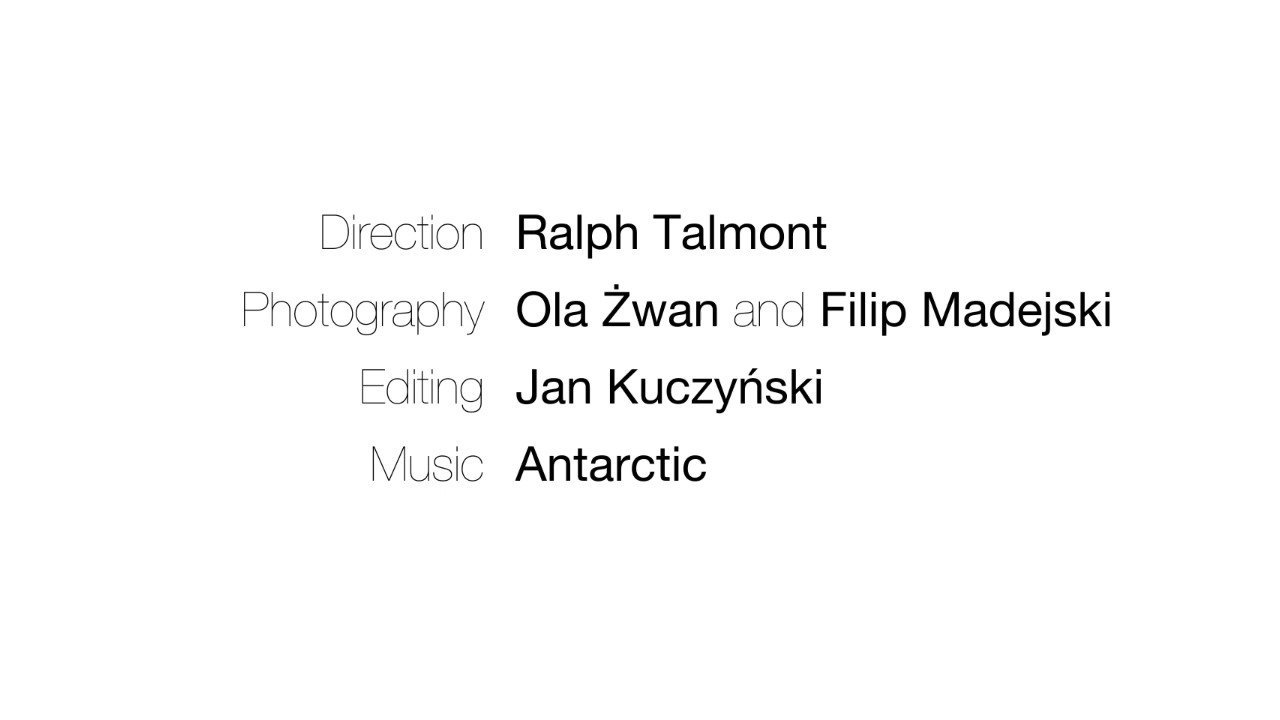 Direction Ralph Talmont
Photography Ola Żwan and Filip Madejski
Editing Jan Kuczyński
Music Antarctic